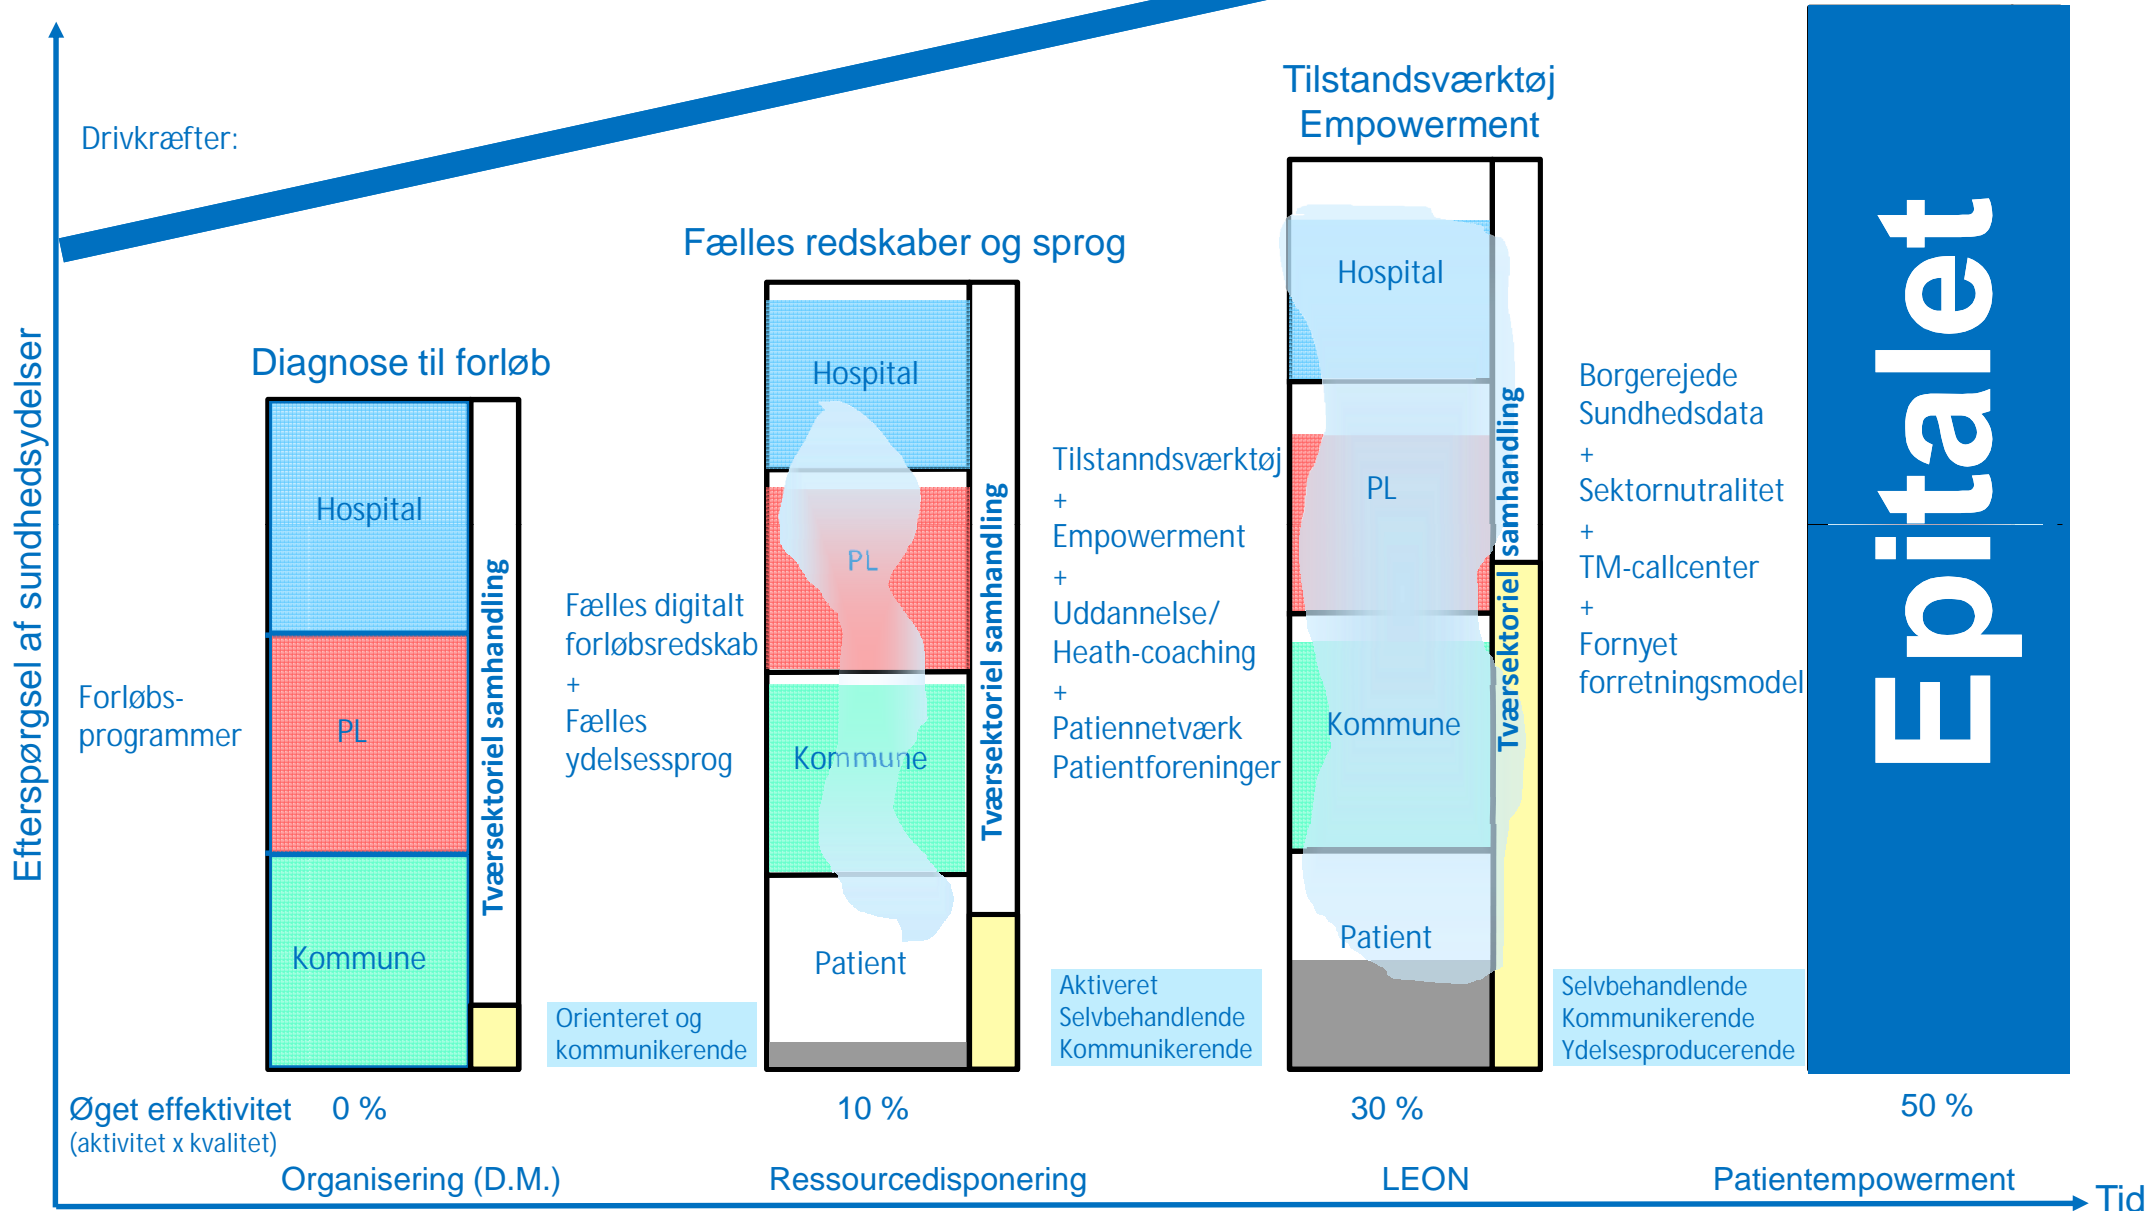 Efterspørgsel af sundhedsydelser
Drivkræfter:
Forløbs-
programmer
Diagnose til forløb
Hospital
PL
Kommune
Tværsektoriel samhandling
Fælles digitalt
forløbsredskab
+
Fælles
ydelsessprog
Orienteret og
kommunikerende
Fælles redskaber og sprog
Hospital
PL
Kommune
Patient
Tværsektoriel samhandling
Tilstanndsværktøj
+
Empowerment
+
Uddannelse/
Heath-coaching
+
Patiennetværk
Patientforeninger
Aktiveret
Selvbehandlende
Kommunikerende
Tilstandsværktøj
Empowerment
Hospital
PL
Kommune
Patient
Tværsektoriel samhandling
Borgerejede
Sundhedsdata
+
Sektornutralitet
+
TM-callcenter
+
Fornyet
forretningsmodel
Selvbehandlende
Kommunikerende
Ydelsesproducerende
Epitalet
Øget effektivitet 0 % 10 % 30 % 50 %
(aktivitet x kvalitet)
Organisering (D.M.) Ressourcedisponering LEON Patientempowerment
Tid